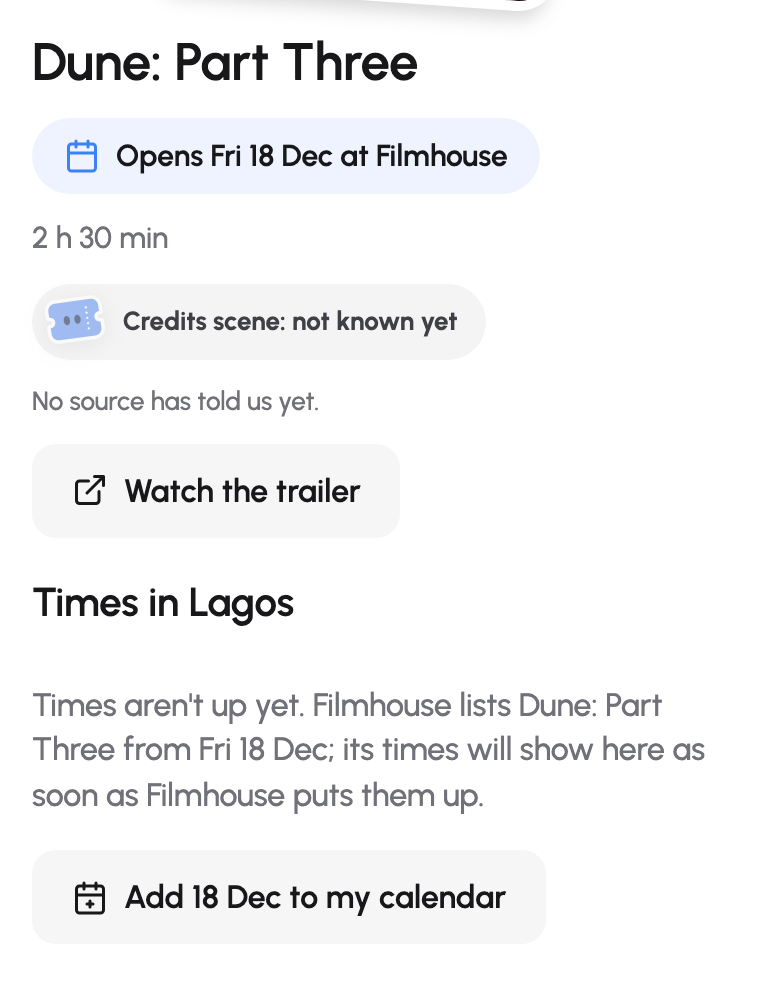 Dune: Part Three
Opens Fri 18 Dec at Filmhouse
2 h 30 min
Credits scene: not known yet
No source has told us yet.
Watch the trailer
Times in Lagos
Times aren't up yet. Filmhouse lists Dune: Part
Three from Fri 18 Dec; its times will show here as
soon as Filmhouse puts them up.
Add 18 Dec to my calendar